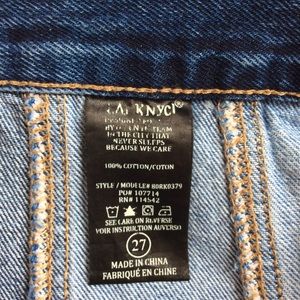 IN THE CITY THAT
NEVER SLEEPS
BECAUSE WE CARE
100% COTTON/COTON
STYLE / MODELE# BORK0379
PO# 107714
RN# 114542
SEE CARE ON REVERSE
VOIR INSTRUCTION AUVERSO
27
MADE IN CHINA
FABRIQUÉ EN CHINE